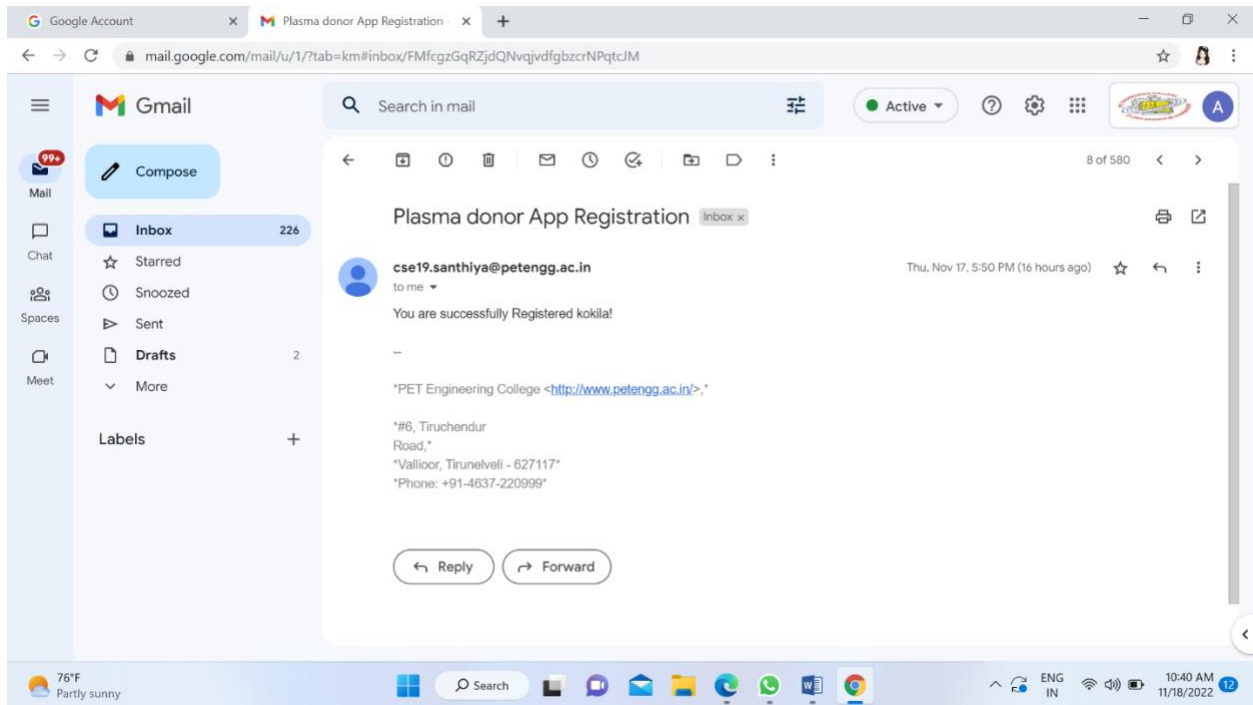 Google Account
Plasma donor App Registration -
mail.google.com/mail/u/1/?tab=km#inbox/FMfcgzGqRZjdQNvqjvdfgbzcrNPqtcJM
Gmail
Search in mail
Active
A
99+
Mail
Compose
8 of 580
Inbox 226
Plasma donor App Registration Inbox x
Chat
Starred
cse19.santhiya@petengg.ac.in Thu, Nov 17, 5:50 PM (16 hours ago)
to me
Snoozed
You are successfully Registered kokila!
Spaces
Sent
--
Drafts 2
Meet
More
*PET Engineering College <http://www.petengg.ac.in/>,*
*#6, Tiruchendur
Road,*
*Vallioor, Tirunelveli - 627117*
*Phone: +91-4637-220999*
Labels
Reply Forward
76°F
Partly sunny
Search
ENG
IN
10:40 AM
11/18/2022
12